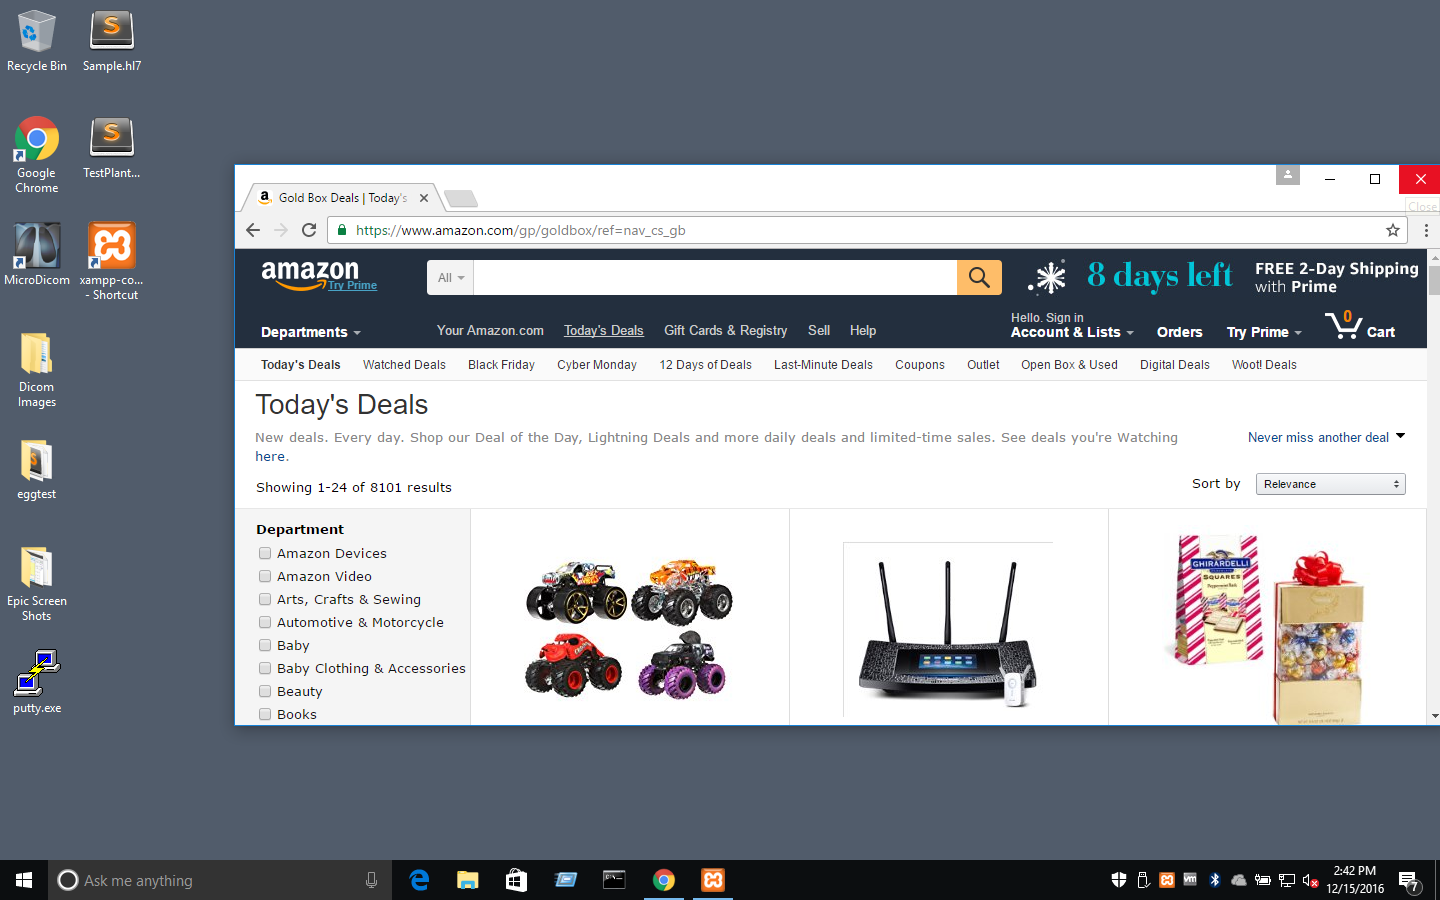 Recycle Bin
Sample.hl7
Google
Chrome
TestPlant...
MicroDicom
xampp-co...
- Shortcut
Dicom
Images
eggtest
Epic Screen
Shots
putty.exe
Gold Box Deals | Today's
Close
https://www.amazon.com/gp/goldbox/ref=nav_cs_gb
amazon
Try Prime
All
8 days left
FREE 2-Day Shipping
with Prime
Departments
Your Amazon.com
Today's Deals
Gift Cards & Registry
Sell
Help
Hello. Sign in
Account & Lists
Orders
Try Prime
0
Cart
Today's Deals
Watched Deals
Black Friday
Cyber Monday
12 Days of Deals
Last-Minute Deals
Coupons
Outlet
Open Box & Used
Digital Deals
Woot! Deals
Today's Deals
New deals. Every day. Shop our Deal of the Day, Lightning Deals and more daily deals and limited-time sales. See deals you're Watching
here.
Never miss another deal
Showing 1-24 of 8101 results
Sort by
Relevance
Department
Amazon Devices
Amazon Video
Arts, Crafts & Sewing
Automotive & Motorcycle
Baby
Baby Clothing & Accessories
Beauty
Books
GHIRARDELLI
SQUARES
Ask me anything
2:42 PM
12/15/2016
7